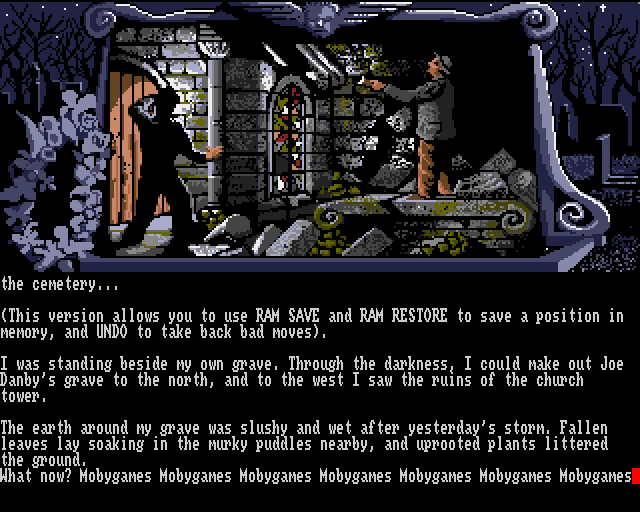 the cemetery...
(This version allows you to use RAM SAVE and RAM RESTORE to save a position in
memory, and UNDO to take back bad moves).
I was standing beside my own grave. Through the darkness, I could make out Joe
Danby's grave to the north, and to the west I saw the ruins of the church
tower.
The earth around my grave was slushy and wet after yesterday's storm. Fallen
leaves lay soaking in the murky puddles nearby, and uprooted plants littered
the ground.
What now? Mobygames Mobygames Mobygames Mobygames Mobygames Mobygames Mobygames